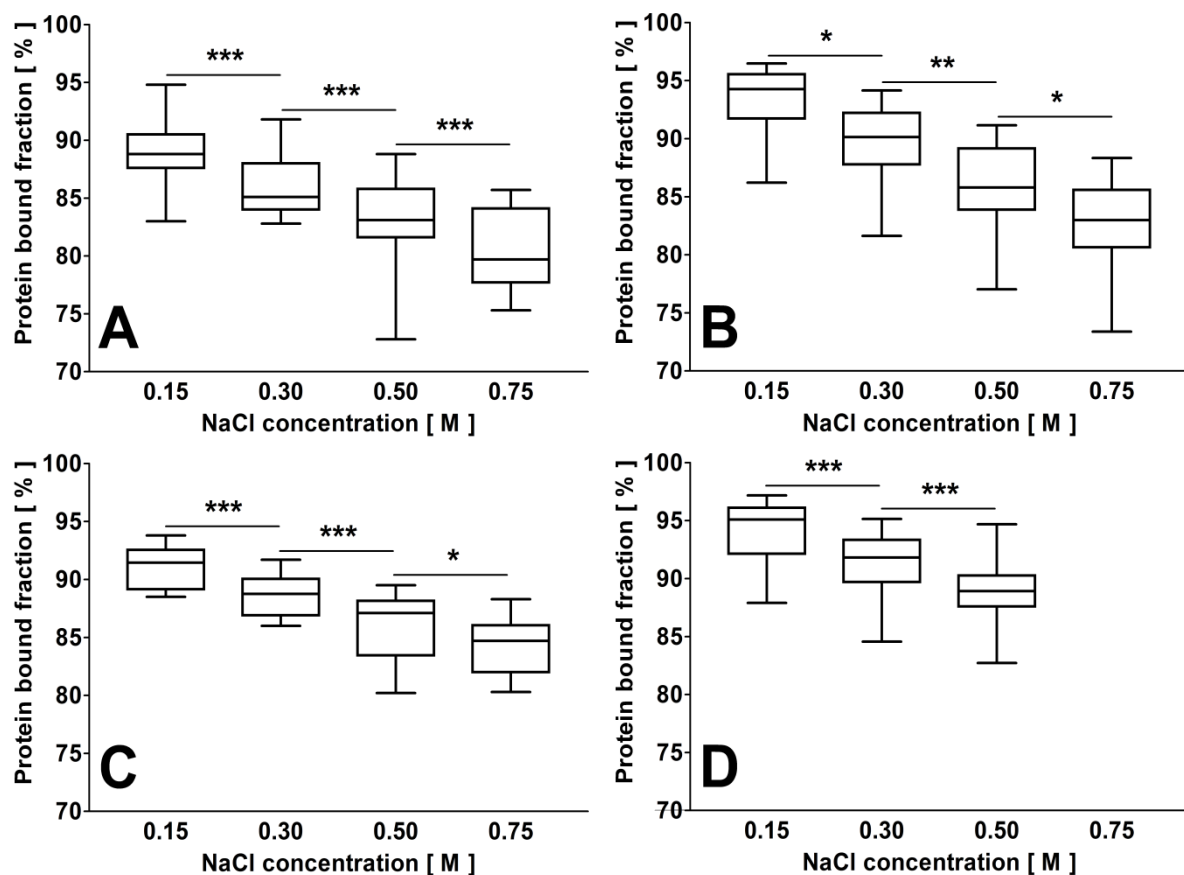 Protein bound fraction [ % ]
100
95
90
85
80
75
70
***
***
***
A
0.15 0.30 0.50 0.75
NaCl concentration [ M ]
Protein bound fraction [ % ]
100
95
90
85
80
75
70
*
**
*
B
0.15 0.30 0.50 0.75
NaCl concentration [ M ]
Protein bound fraction [ % ]
100
95
90
85
80
75
70
***
***
*
C
0.15 0.30 0.50 0.75
NaCl concentration [ M ]
Protein bound fraction [ % ]
100
95
90
85
80
75
70
***
***
D
0.15 0.30 0.50 0.75
NaCl concentration [ M ]